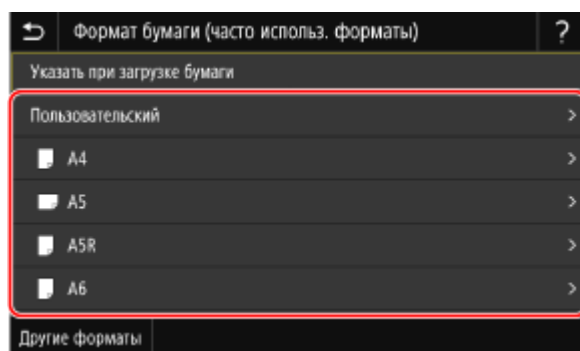 Формат бумаги (часто использ. форматы) ?
Указать при загрузке бумаги
Пользовательский >
A4 >
A5 >
A5R >
A6 >
Другие форматы